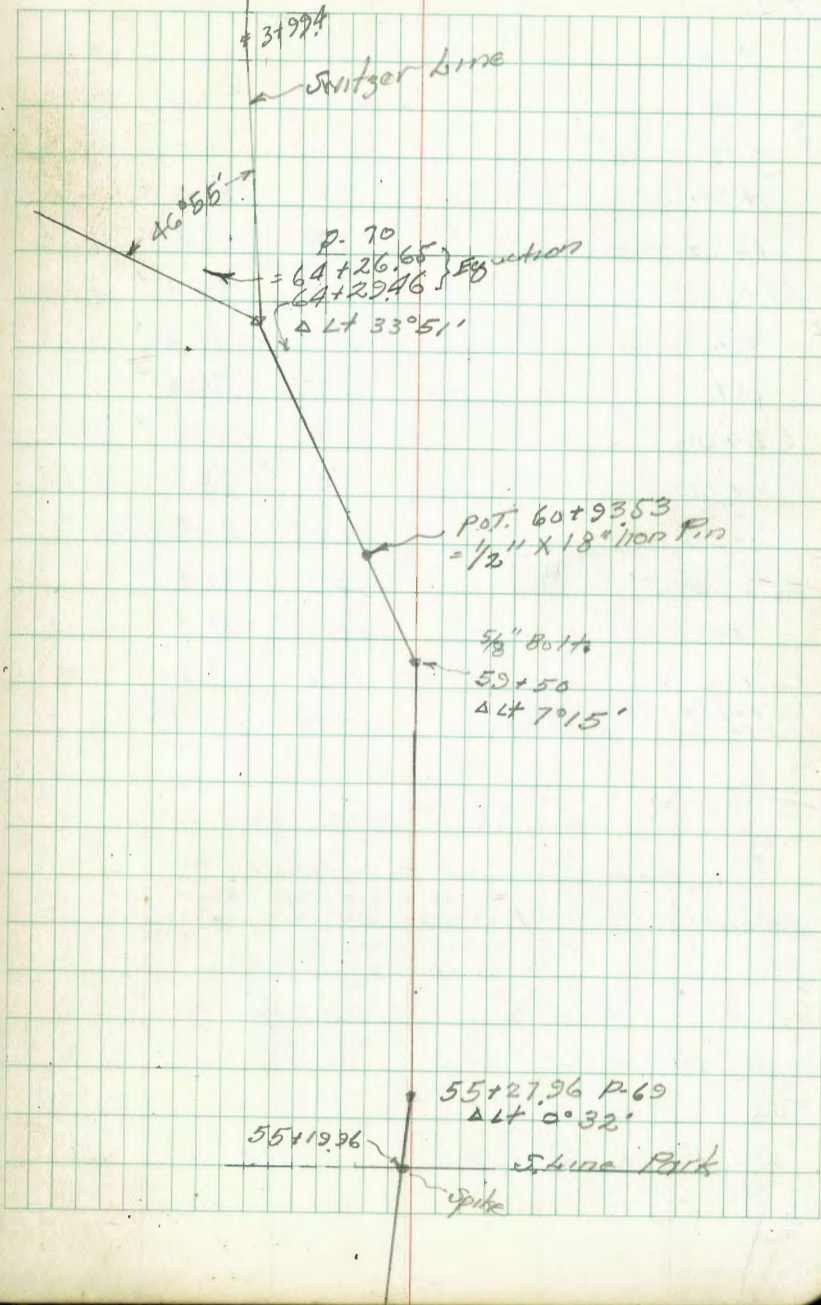 3+99.4
Switzer Line
46°55'
P-70
= 64+26.65 } Equation
64+29.46
Δ Lt 33°51'
P.O.T. 60+93.53
= 1/2" X 18" Iron Pin
5/8" Bolt.
59+50
Δ Lt 7°15'
55+27.96 P-69
Δ Lt 0°32'
55+19.96
S. Line Park
Spike